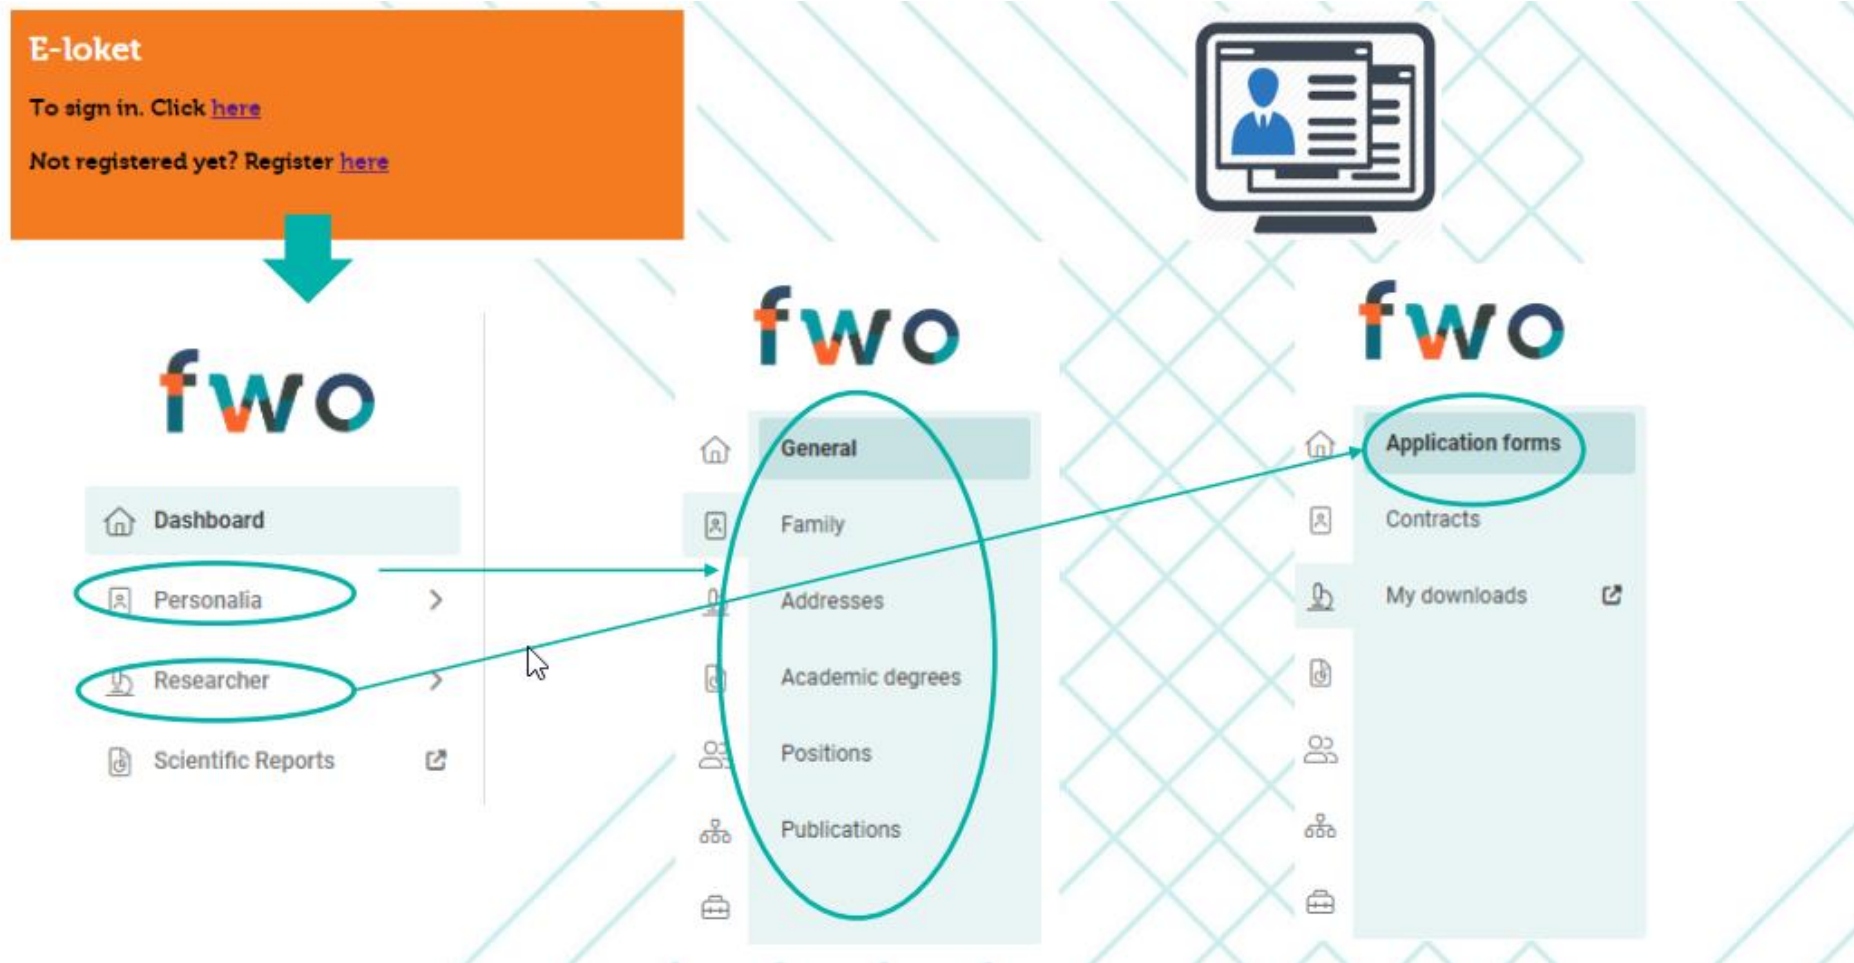 E-loket
To sign in. Click here
Not registered yet? Register here
fwo
Dashboard
Personalia
Researcher
Scientific Reports
fwo
General
Family
Addresses
Academic degrees
Positions
Publications
fwo
Application forms
Contracts
My downloads